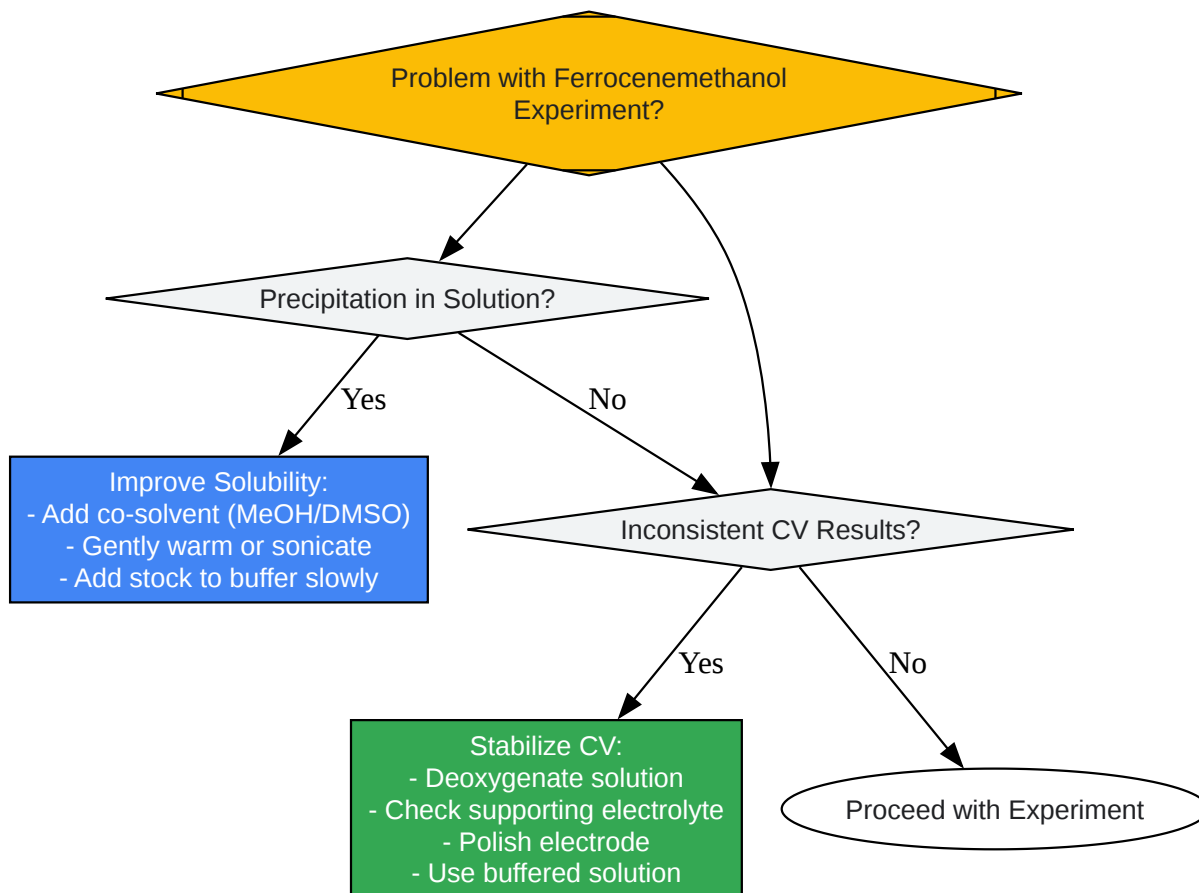 Problem with Ferrocenemethanol
Experiment?
Precipitation in Solution?
Yes
No
Improve Solubility:
- Add co-solvent (MeOH/DMSO)
- Gently warm or sonicate
- Add stock to buffer slowly
Inconsistent CV Results?
Yes
No
Stabilize CV:
- Deoxygenate solution
- Check supporting electrolyte
- Polish electrode
- Use buffered solution
Proceed with Experiment